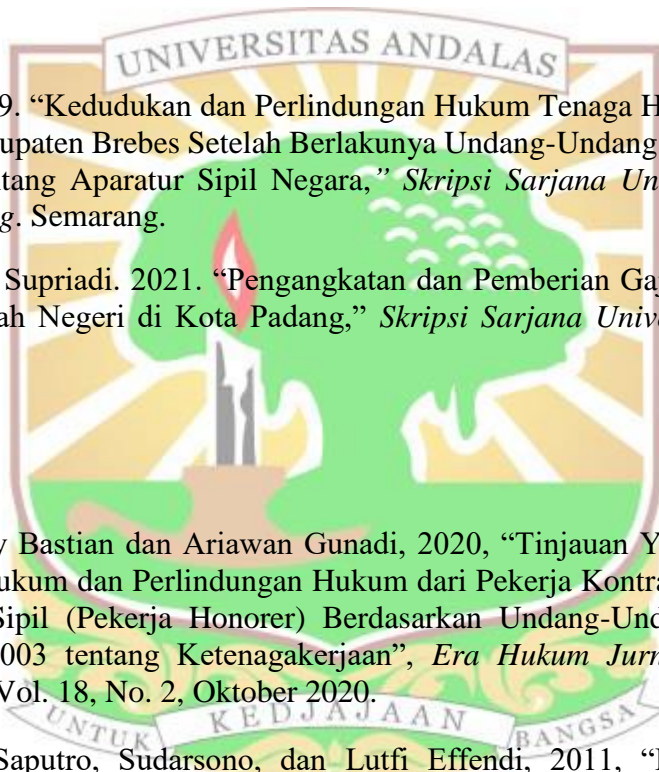 UNIVERSITAS ANDALAS
9. “Kedudukan dan Perlindungan Hukum Tenaga H
upaten Brebes Setelah Berlakunya Undang-Undang
tang Aparatur Sipil Negara,” Skripsi Sarjana Un
g. Semarang.
Supriadi. 2021. “Pengangkatan dan Pemberian Gaj
ah Negeri di Kota Padang,” Skripsi Sarjana Unive
y Bastian dan Ariawan Gunadi, 2020, “Tinjauan Y
ukum dan Perlindungan Hukum dari Pekerja Kontra
Sipil (Pekerja Honorer) Berdasarkan Undang-Und
003 tentang Ketenagakerjaan”, Era Hukum Jurn
Vol. 18, No. 2, Oktober 2020.
UNTUK KEDJAJAAN BANGSA
Saputro, Sudarsono, dan Lutfi Effendi, 2011, “